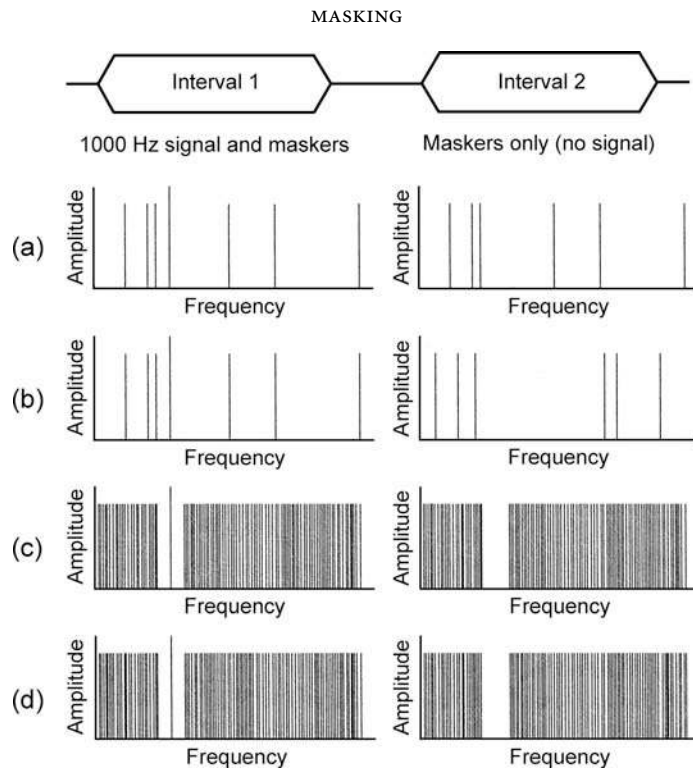 MASKING
Interval 1 Interval 2
1000 Hz signal and maskers Maskers only (no signal)
(a) Amplitude Amplitude
Frequency Frequency
(b) Amplitude Amplitude
Frequency Frequency
(c) Amplitude Amplitude
Frequency Frequency
(d) Amplitude Amplitude
Frequency Frequency